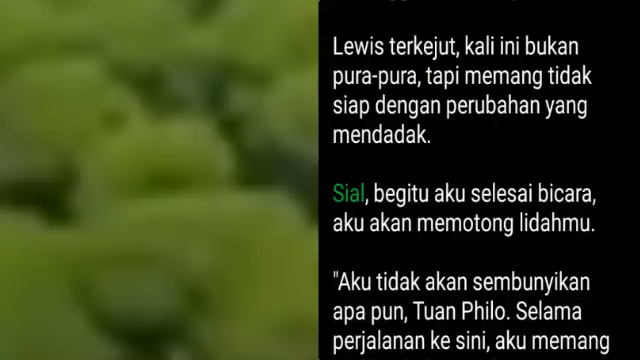 Lewis terkejut, kali ini bukan
pura-pura, tapi memang tidak
siap dengan perubahan yang
mendadak.
Sial, begitu aku selesai bicara,
aku akan memotong lidahmu.
"Aku tidak akan sembunyikan
apa pun, Tuan Philo. Selama
perjalanan ke sini, aku memang